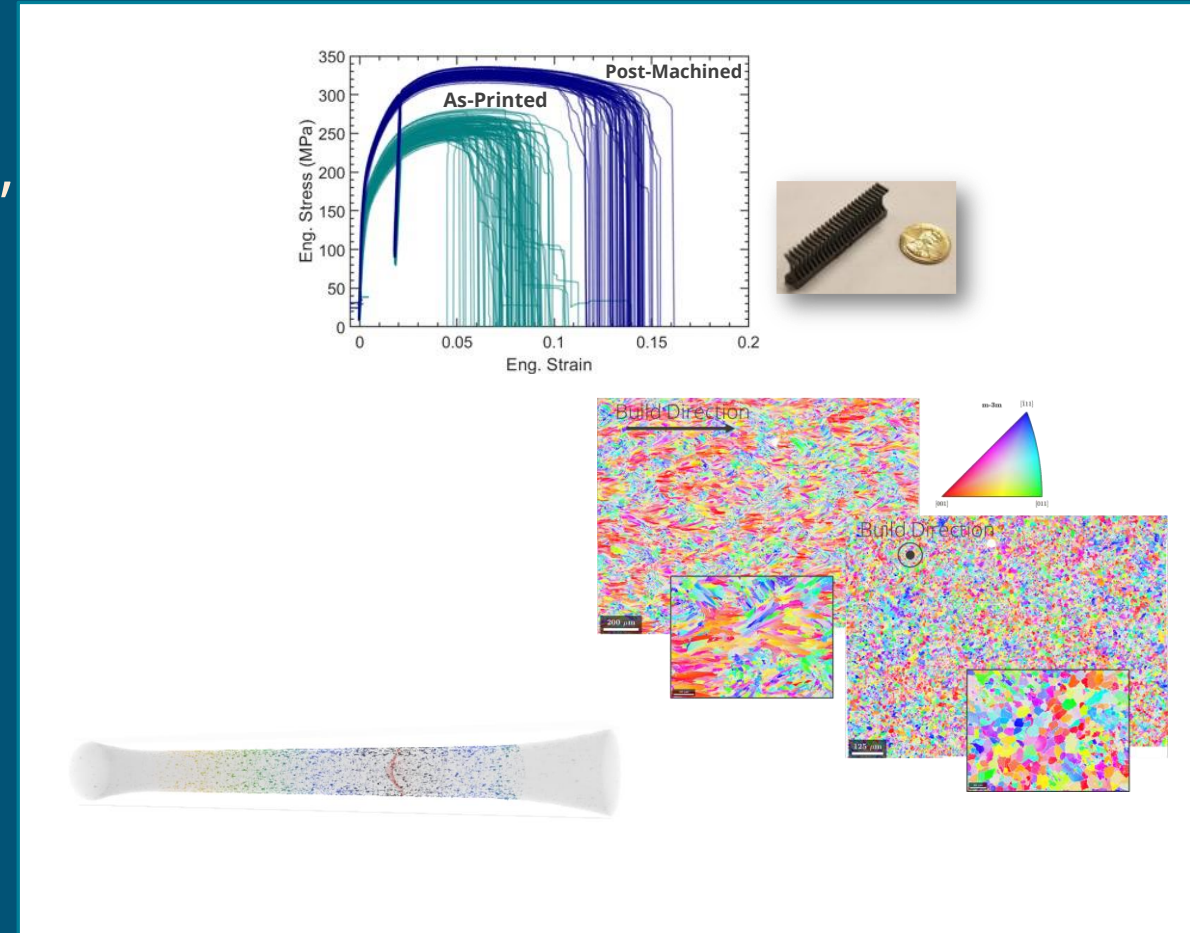 ,
350
300
250
200
150
100
50
0
Eng. Stress (MPa)
Post-Machined
As-Printed
0
0.05
0.1
0.15
0.2
Eng. Strain
Build Direction
m-3m
[001]
[011]
Build Direction
200 μm
125 μm